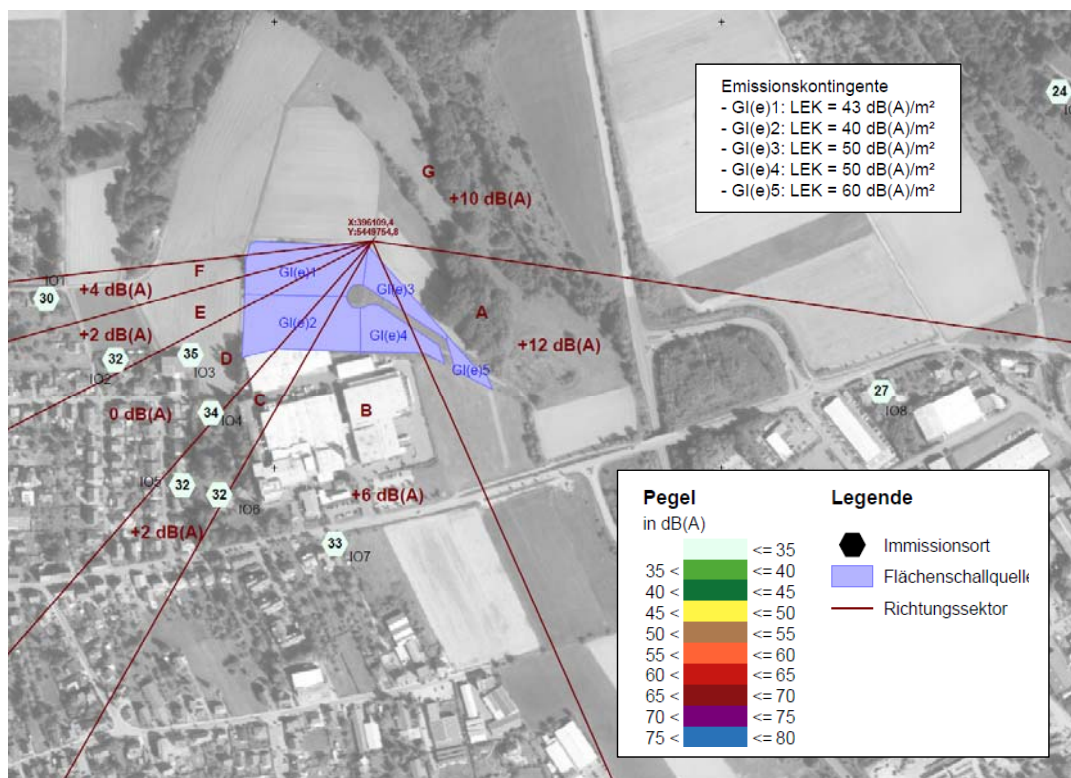 Emissionskontingente
- GI(e)1: LEK = 43 dB(A)/m²
- GI(e)2: LEK = 40 dB(A)/m²
- GI(e)3: LEK = 50 dB(A)/m²
- GI(e)4: LEK = 50 dB(A)/m²
- GI(e)5: LEK = 60 dB(A)/m²
24
G
+10 dB(A)
X:396109,4
Y:5449754,8
F
GI(e)1
IO1
+4 dB(A)
30
GI(e)3
E
A
GI(e)2
+2 dB(A)
GI(e)4
+12 dB(A)
32
IO2
35
IO3
D
GI(e)5
27
IO8
C
0 dB(A)
34
IO4
B
IO5
32
32
IO6
+6 dB(A)
+2 dB(A)
33
IO7
Pegel
in dB(A)
<= 35
35 < <= 40
40 < <= 45
45 < <= 50
50 < <= 55
55 < <= 60
60 < <= 65
65 < <= 70
70 < <= 75
75 < <= 80
Legende
Immissionsort
Flächenschallquelle
Richtungssektor